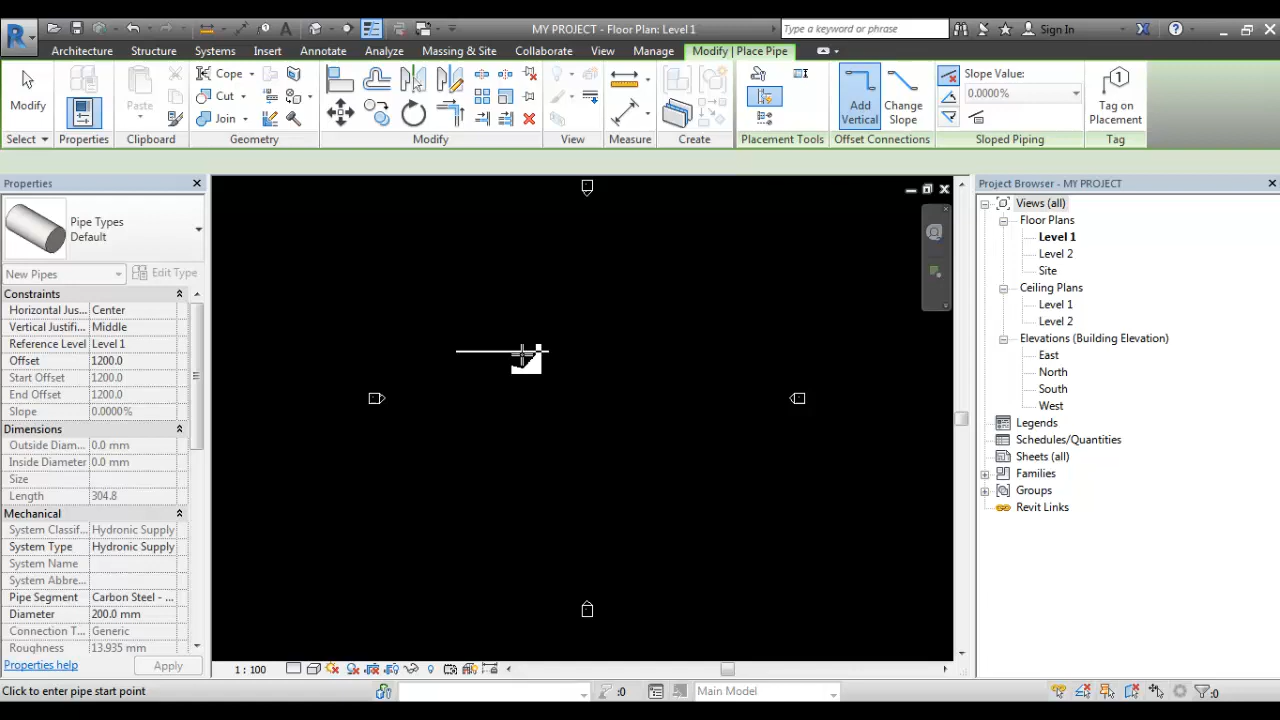 MY PROJECT - Floor Plan: Level 1
Type a keyword or phrase
Sign In
Architecture Structure Systems Insert Annotate Analyze Massing & Site Collaborate View Manage Modify | Place Pipe
Modify
Paste
Cope
Cut
Join
Add Vertical
Change Slope
Slope Value:
0.0000%
Tag on Placement
Select Properties Clipboard Geometry Modify View Measure Create Placement Tools Offset Connections Sloped Piping Tag
Properties
Pipe Types
Default
New Pipes Edit Type
Constraints
Horizontal Jus... Center
Vertical Justifi... Middle
Reference Level Level 1
Offset 1200.0
Start Offset 1200.0
End Offset 1200.0
Slope 0.0000%
Dimensions
Outside Diam... 0.0 mm
Inside Diameter 0.0 mm
Size
Length 304.8
Mechanical
System Classif... Hydronic Supply
System Type Hydronic Supply
System Name
System Abbre...
Pipe Segment Carbon Steel - ...
Diameter 200.0 mm
Connection T... Generic
Roughness 13.935 mm
Properties help Apply
1 : 100
Project Browser - MY PROJECT
Views (all)
Floor Plans
Level 1
Level 2
Site
Ceiling Plans
Level 1
Level 2
Elevations (Building Elevation)
East
North
South
West
Legends
Schedules/Quantities
Sheets (all)
Families
Groups
Revit Links
Click to enter pipe start point
:0
Main Model
:0